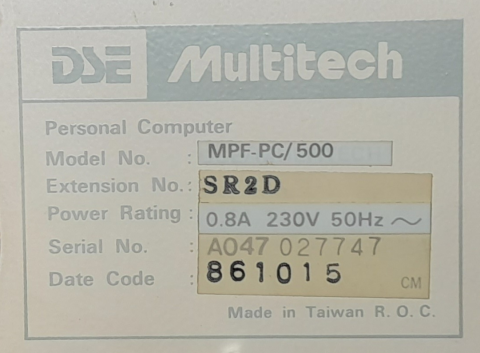 DSE Multitech
Personal Computer
Model No. : MPF-PC/500
Extension No.: SR2D
Power Rating : 0.8A 230V 50Hz ~
Serial No. : A047 027747
Date Code : 861015 CM
Made in Taiwan R. O. C.